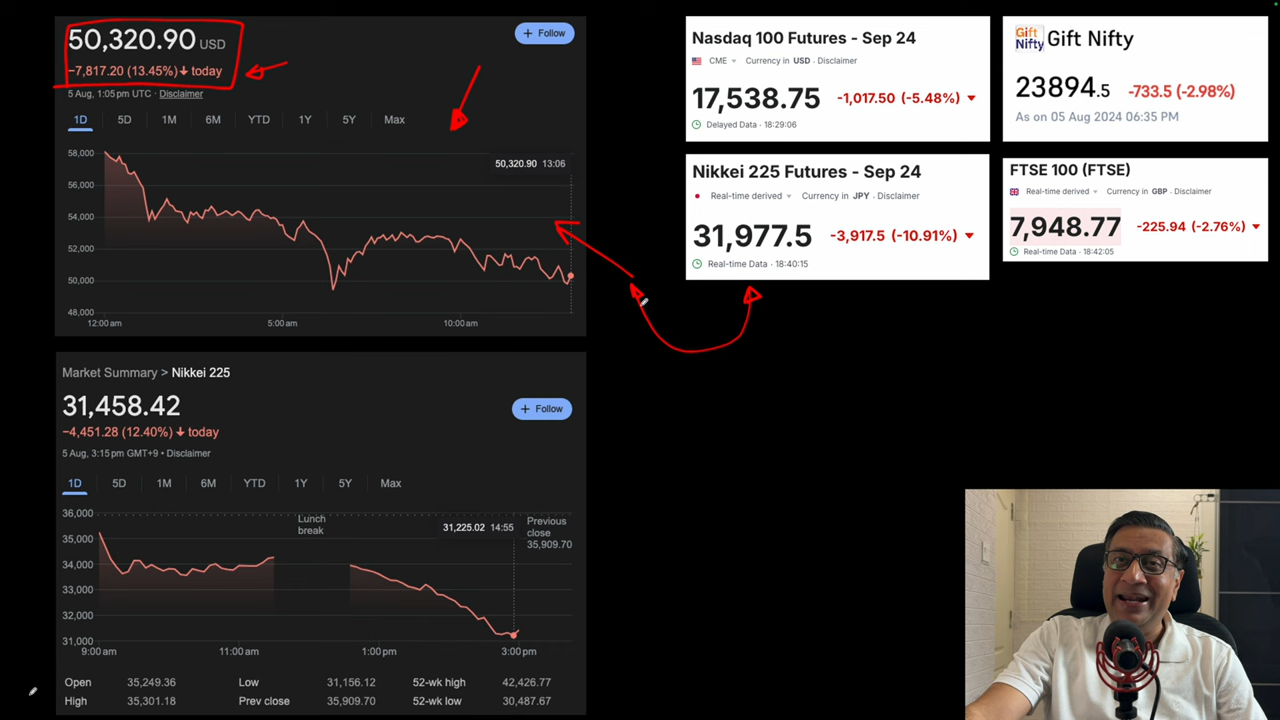 50,320.90 USD
−7,817.20 (13.45%) today
5 Aug, 1:05 pm UTC · Disclaimer
+ Follow
1D 5D 1M 6M YTD 1Y 5Y Max
58,000
56,000
54,000
52,000
50,000
48,000
50,320.90 13:06
12:00 am 5:00 am 10:00 am
Market Summary > Nikkei 225
31,458.42
−4,451.28 (12.40%) today
5 Aug, 3:15 pm GMT+9 • Disclaimer
+ Follow
1D 5D 1M 6M YTD 1Y 5Y Max
36,000
35,000
34,000
33,000
32,000
31,000
Lunch
break
31,225.02 14:55
Previous
close
35,909.70
9:00 am 11:00 am 1:00 pm 3:00 pm
Open 35,249.36 Low 31,156.12 52-wk high 42,426.77
High 35,301.18 Prev close 35,909.70 52-wk low 30,487.67
Nasdaq 100 Futures - Sep 24
CME Currency in USD . Disclaimer
17,538.75 -1,017.50 (-5.48%)
Delayed Data · 18:29:06
Gift
Nifty
Gift Nifty
23894.5 -733.5 (-2.98%)
As on 05 Aug 2024 06:35 PM
Nikkei 225 Futures - Sep 24
Real-time derived Currency in JPY . Disclaimer
31,977.5 -3,917.5 (-10.91%)
Real-time Data · 18:40:15
FTSE 100 (FTSE)
Real-time derived Currency in GBP . Disclaimer
7,948.77 -225.94 (-2.76%)
Real-time Data · 18:42:05